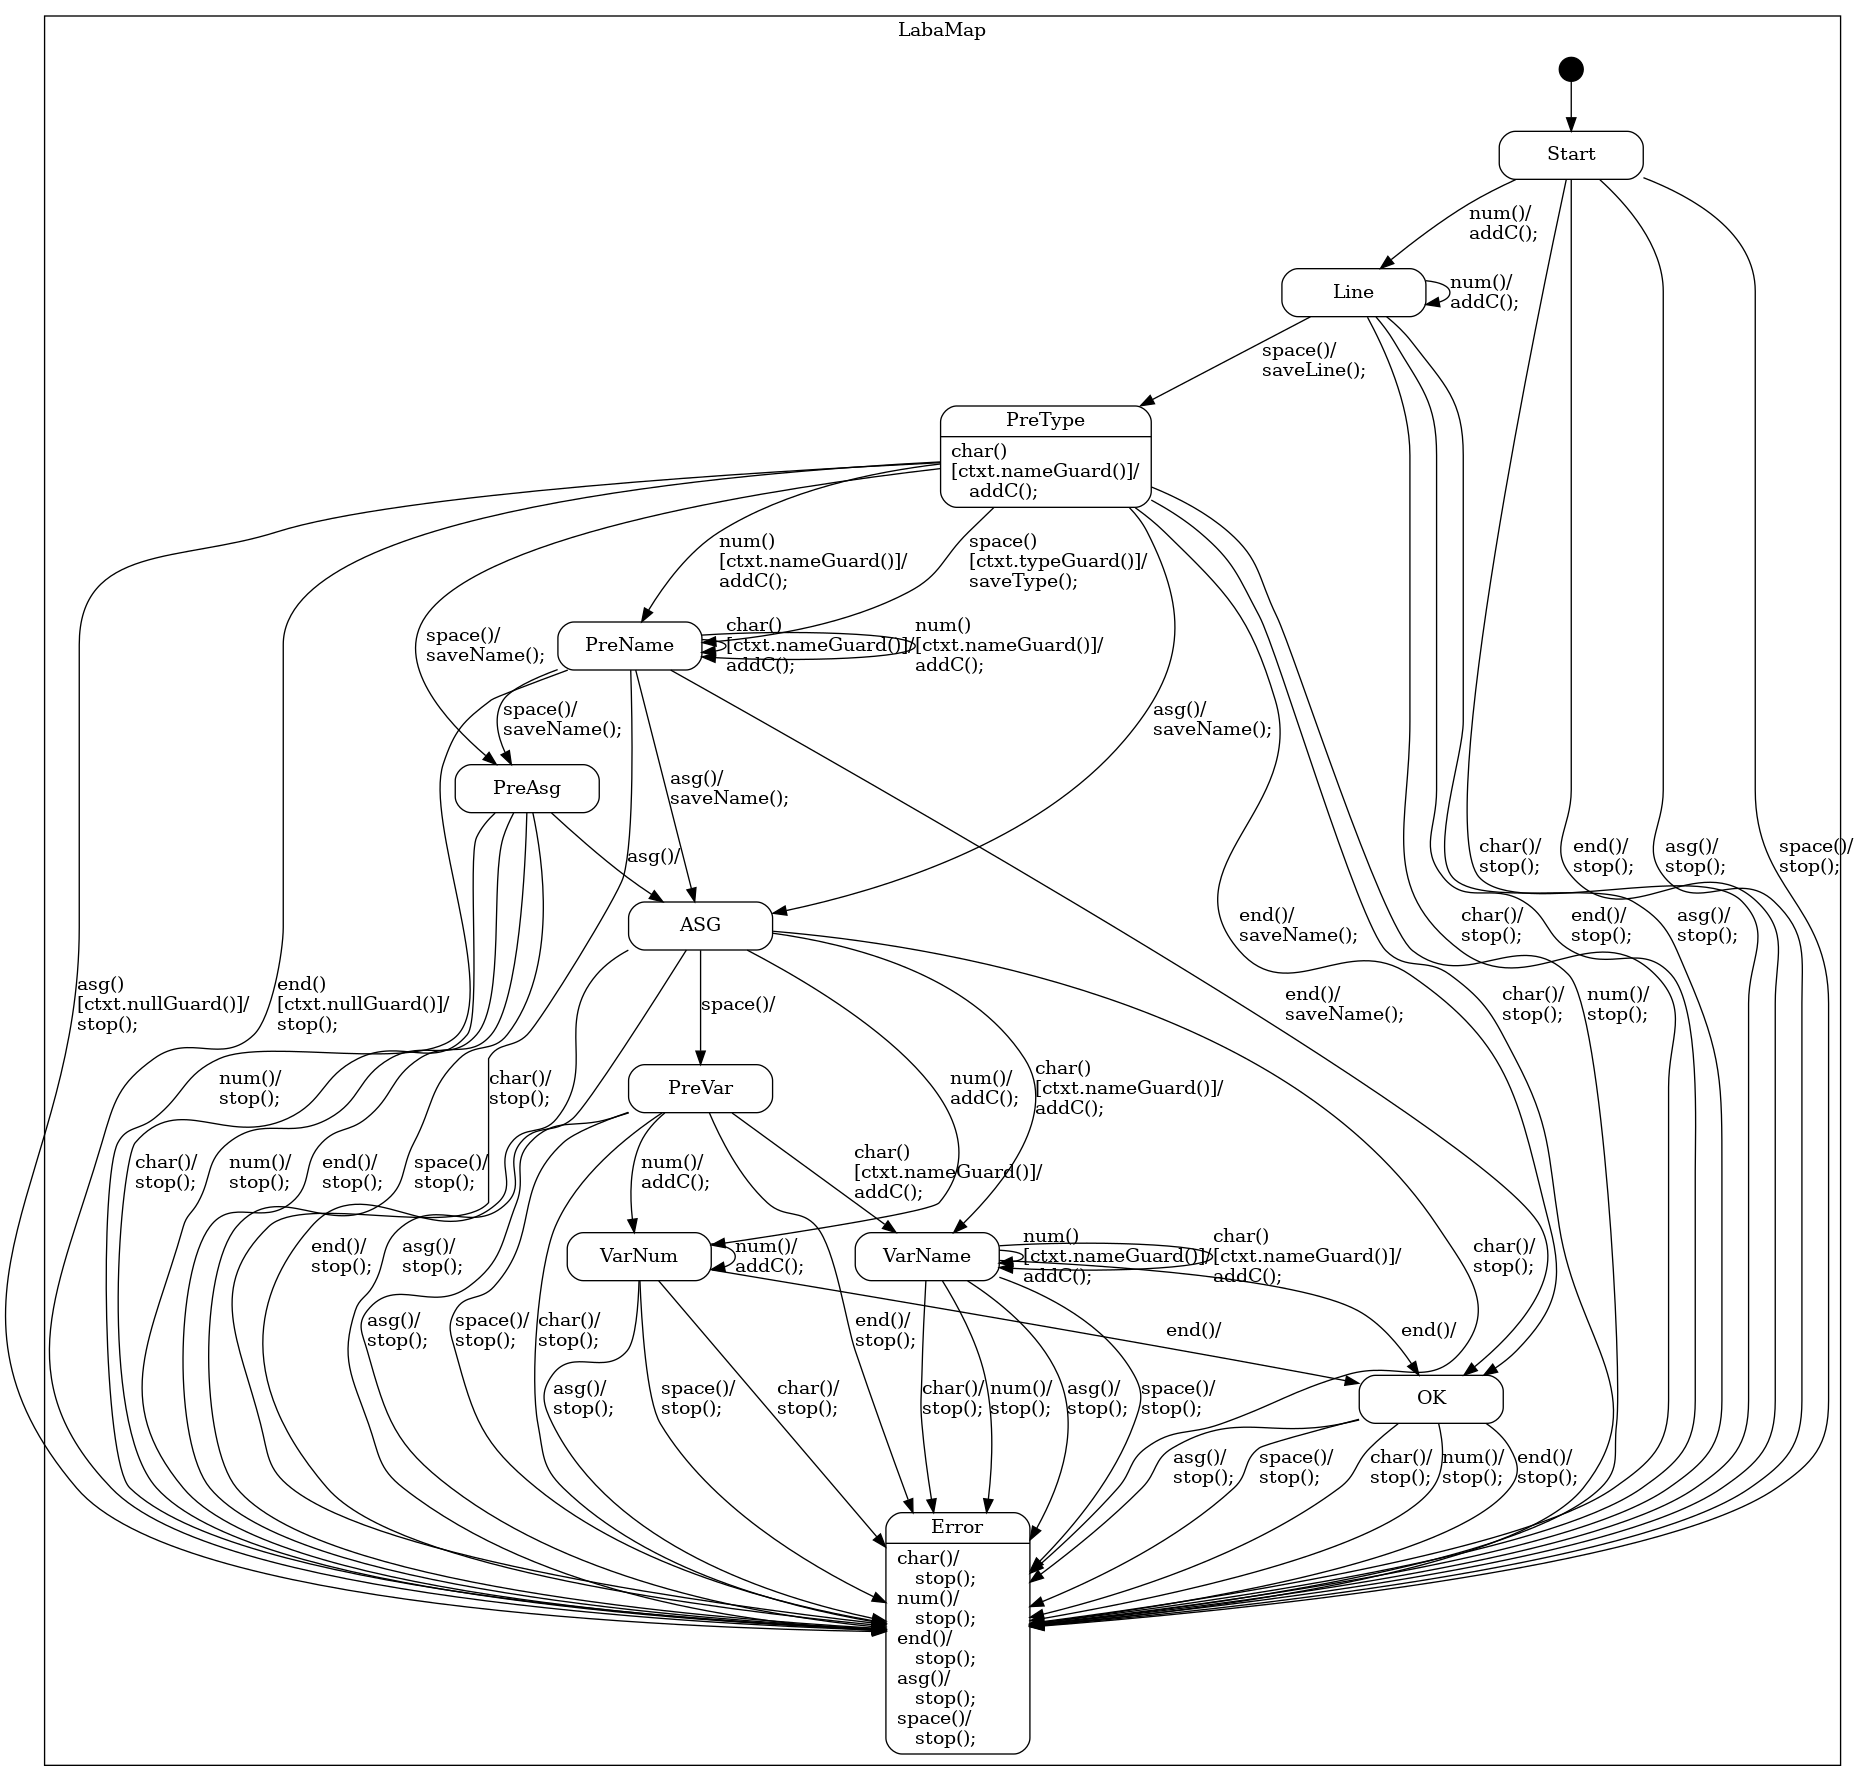 LabaMap
Start
num()/
addC();
Line
num()/
addC();
space()/
saveLine();
PreType
char()
[ctxt.nameGuard()]/
addC();
num()
[ctxt.nameGuard()]/
addC();
space()
[ctxt.typeGuard()]/
saveType();
space()/
saveName();
PreName
char()
[ctxt.nameGuard()]/
addC();
num()
[ctxt.nameGuard()]/
addC();
space()/
saveName();
asg()/
saveName();
PreAsg
asg()/
saveName();
asg()/
char()/
stop();
end()/
stop();
asg()/
stop();
space()/
stop();
ASG
end()/
saveName();
char()/
stop();
end()/
stop();
asg()/
stop();
asg()
[ctxt.nullGuard()]/
stop();
end()
[ctxt.nullGuard()]/
stop();
space()/
end()/
saveName();
char()/
stop();
num()/
stop();
num()/
stop();
char()/
stop();
PreVar
num()/
addC();
char()
[ctxt.nameGuard()]/
addC();
char()/
stop();
num()/
stop();
end()/
stop();
space()/
stop();
num()/
addC();
char()
[ctxt.nameGuard()]/
addC();
end()/
stop();
asg()/
stop();
VarNum
num()/
addC();
VarName
num()
[ctxt.nameGuard()]/
addC();
char()
[ctxt.nameGuard()]/
addC();
char()/
stop();
asg()/
stop();
space()/
stop();
char()/
stop();
end()/
stop();
end()/
end()/
asg()/
stop();
space()/
stop();
char()/
stop();
char()/
stop();
num()/
stop();
asg()/
stop();
space()/
stop();
OK
asg()/
stop();
space()/
stop();
char()/
stop();
num()/
stop();
end()/
stop();
Error
char()/
stop();
num()/
stop();
end()/
stop();
asg()/
stop();
space()/
stop();